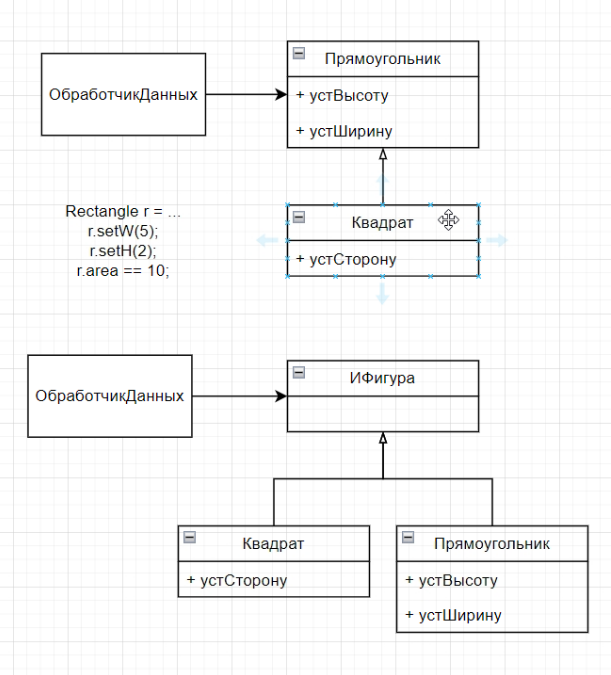 ОбработчикДанных
Прямоугольник
+ устВысоту
+ устШирину
Квадрат
+ устСторону
Rectangle r = ...
r.setW(5);
r.setH(2);
r.area == 10;
ОбработчикДанных
ИФигура
Квадрат
+ устСторону
Прямоугольник
+ устВысоту
+ устШирину